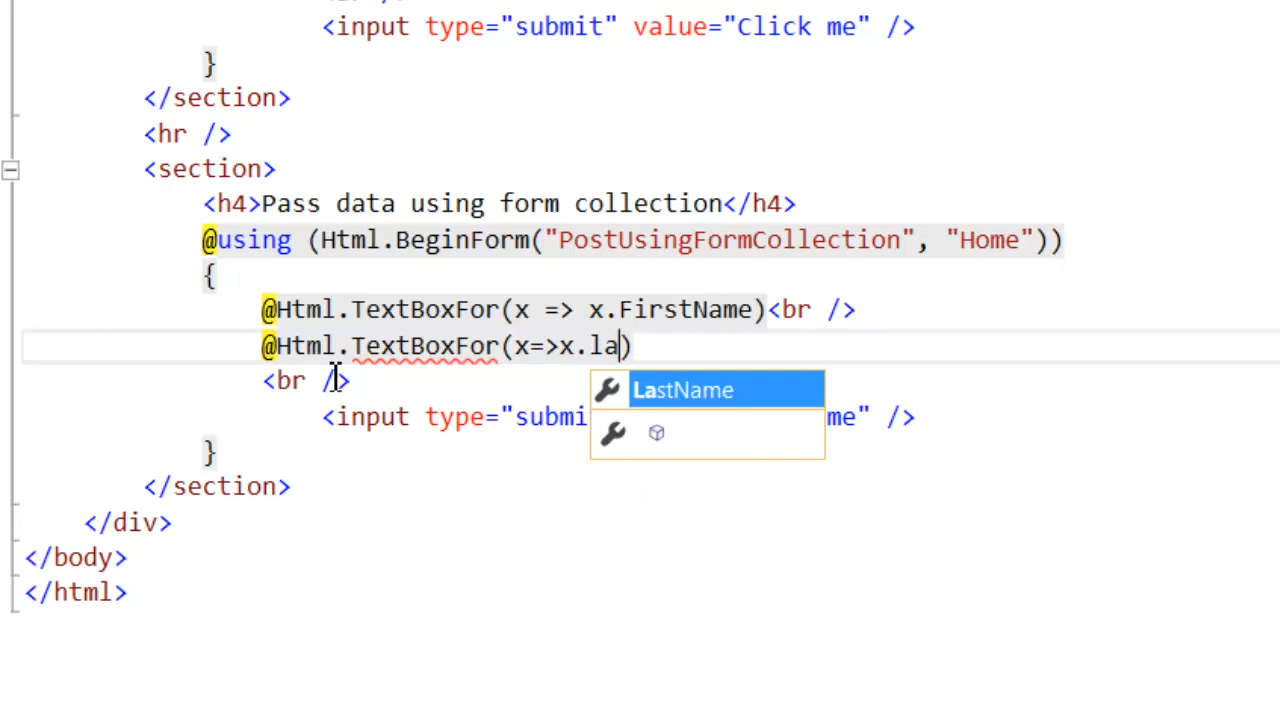 <input type="submit" value="Click me" />
}
</section>
<hr />
<section>
<h4>Pass data using form collection</h4>
@using (Html.BeginForm("PostUsingFormCollection", "Home"))
{
@Html.TextBoxFor(x => x.FirstName)<br />
@Html.TextBoxFor(x=>x.la)
<br />
LastName
<input type="submi me" />
}
</section>
</div>
</body>
</html>